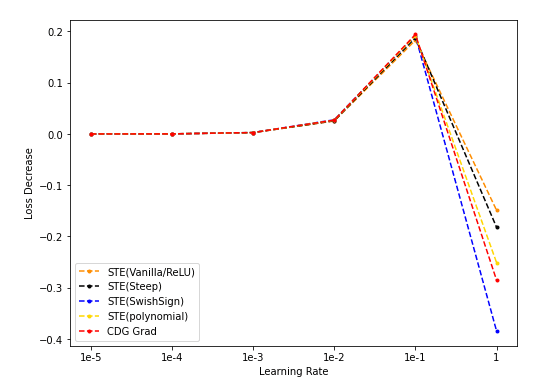 0.2
0.1
0.0
−0.1
−0.2
−0.3
−0.4
Loss Decrease
STE(Vanilla/ReLU)
STE(Steep)
STE(SwishSign)
STE(polynomial)
CDG Grad
1e-5 1e-4 1e-3 1e-2 1e-1 1
Learning Rate